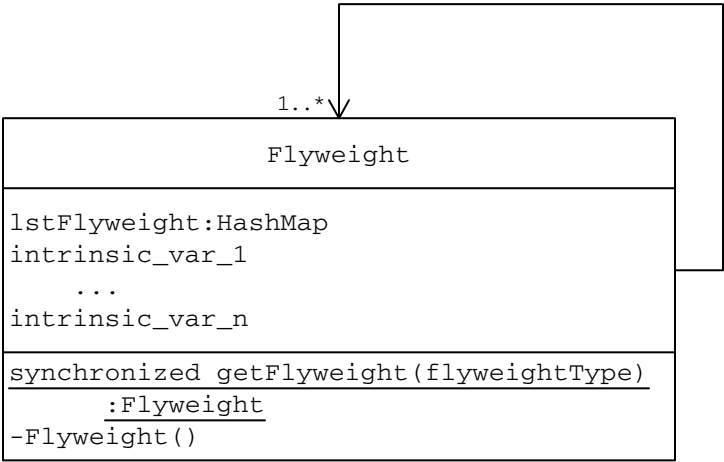 1..*
Flyweight
lstFlyweight:HashMap
intrinsic_var_1
...
intrinsic_var_n
synchronized getFlyweight(flyweightType)
:Flyweight
-Flyweight()